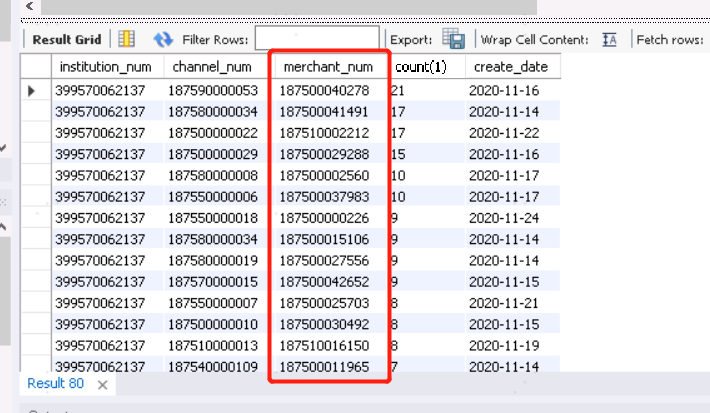 Result Grid Filter Rows: Export: Wrap Cell Content: IA Fetch rows:
institution_num channel_num merchant_num count(1) create_date
399570062137 187590000053 187500040278 21 2020-11-16
399570062137 187580000034 187500041491 17 2020-11-14
399570062137 187500000022 187510002212 17 2020-11-22
399570062137 187500000029 187500029288 15 2020-11-16
399570062137 187580000008 187500002560 10 2020-11-17
399570062137 187550000006 187500037983 10 2020-11-17
399570062137 187550000018 187500000226 9 2020-11-24
399570062137 187580000034 187500015106 9 2020-11-14
399570062137 187580000019 187500027556 9 2020-11-14
399570062137 187570000015 187500042652 9 2020-11-15
399570062137 187550000007 187500025703 8 2020-11-21
399570062137 187500000010 187500030492 8 2020-11-15
399570062137 187510000013 187510016150 8 2020-11-19
399570062137 187540000109 187500011965 7 2020-11-14
Result 80